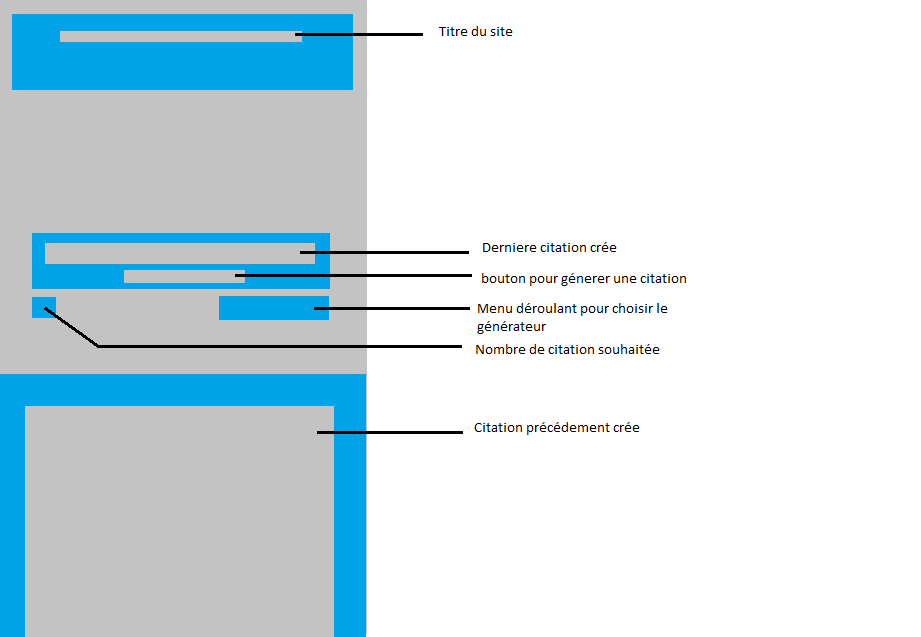 Titre du site
Derniere citation crée
bouton pour génerer une citation
Menu déroulant pour choisir le
générateur
Nombre de citation souhaitée
Citation précédement crée